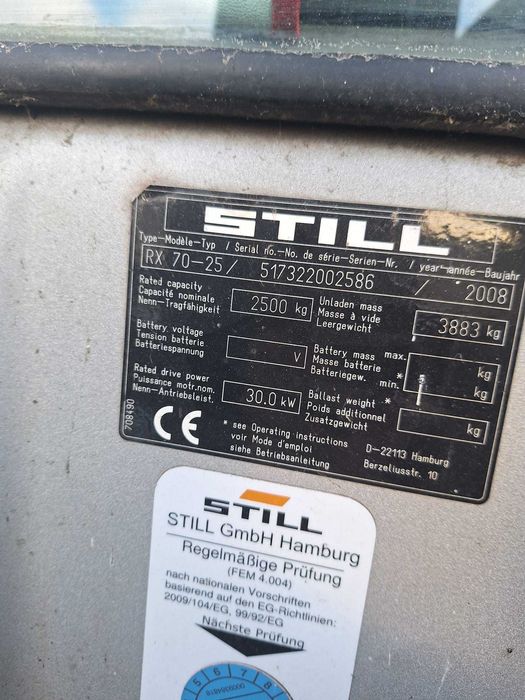 STILL
Type-Modèle-Typ / Serial no.-No. de série-Serien-Nr. / year-année-Baujahr
RX 70-25/ 517322002586 / 2008
Rated capacity
Capacité nominale
Nenn-Tragfähigkeit
2500 kg
Unladen mass
Masse à vide
Leergewicht
3883 kg
Battery voltage
Tension batterie
Batteriespannung
V
Battery mass max.
Masse batterie *
Batteriegew. min.
kg
kg
Rated drive power
Puissance motr.nom.
Nenn-Antriebsleist.
30.0 kW
Ballast weight *
Poids additionnel
Zusatzgewicht
kg
708490
CE
* see Operating instructions
voir Mode d'emploi
siehe Betriebsanleitung
D-22113 Hamburg
Berzeliusstr. 10
STILL
STILL GmbH Hamburg
Regelmäßige Prüfung
(FEM 4.004)
nach nationalen Vorschriften
basierend auf den EG-Richtlinien:
2009/104/EG, 99/92/EG
Nächste Prüfung
5 6 7 8